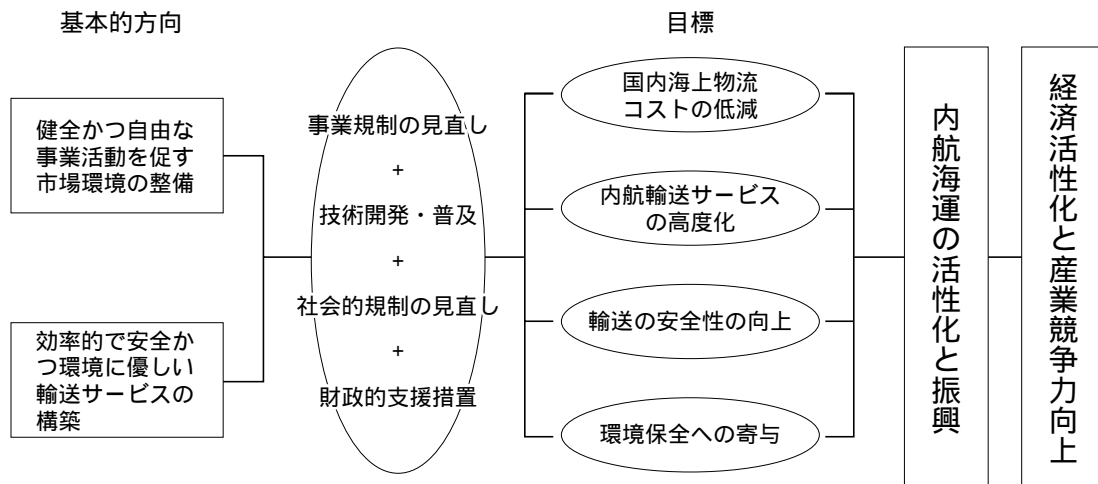 基本的方向
健全かつ自由な
事業活動を促す
市場環境の整備
効率的で安全か
つ環境に優しい
輸送サービスの
構築
事業規制の見直し
+
技術開発・普及
+
社会的規制の見直し
+
財政的支援措置
目標
国内海上物流
コストの低減
内航輸送サービス
の高度化
輸送の安全性の向上
環境保全への寄与
内航海運の活性化と振興
経済活性化と産業競争力向上